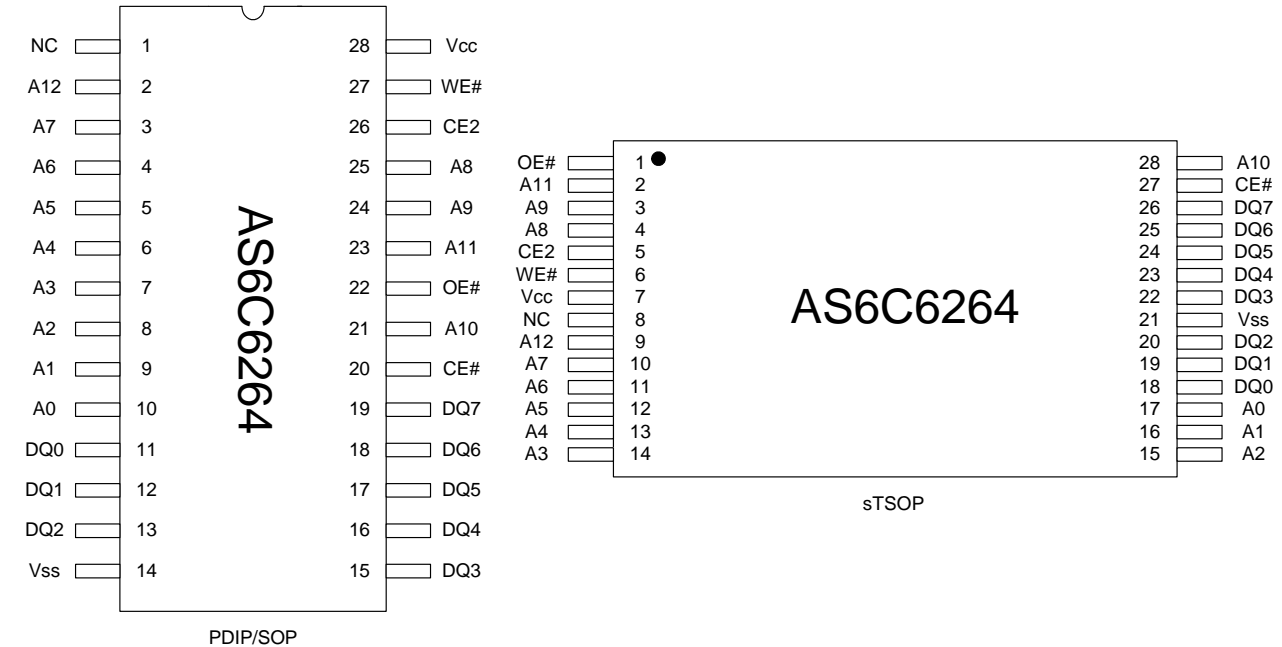 NC 1 28 Vcc
A12 2 27 WE#
A7 3 26 CE2
A6 4 25 A8
A5 5 24 A9
A4 6 23 A11
A3 7 22 OE#
A2 8 21 A10
A1 9 20 CE#
A0 10 19 DQ7
DQ0 11 18 DQ6
DQ1 12 17 DQ5
DQ2 13 16 DQ4
Vss 14 15 DQ3
AS6C6264
PDIP/SOP
OE# 1 28 A10
A11 2 27 CE#
A9 3 26 DQ7
A8 4 25 DQ6
CE2 5 24 DQ5
WE# 6 23 DQ4
Vcc 7 22 DQ3
NC 8 21 Vss
A12 9 20 DQ2
A7 10 19 DQ1
A6 11 18 DQ0
A5 12 17 A0
A4 13 16 A1
A3 14 15 A2
AS6C6264
sTSOP